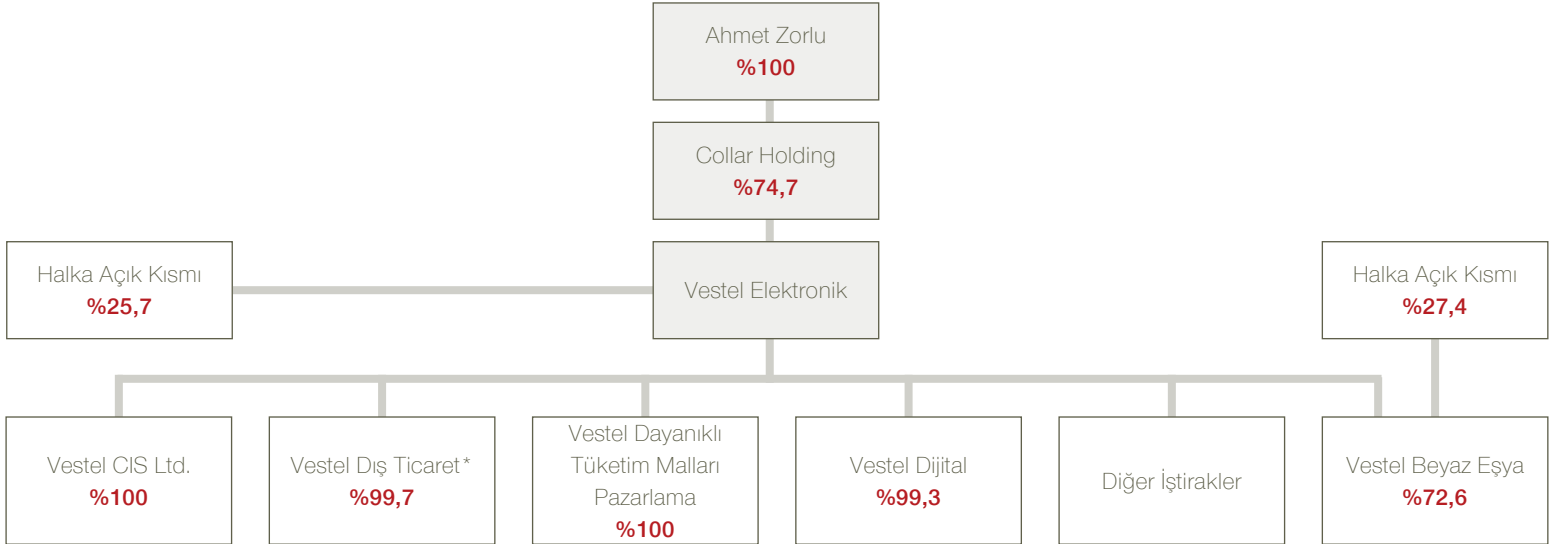 Ahmet Zorlu
%100
Collar Holding
%74,7
Halka Açık Kısmı
%25,7
Vestel Elektronik
Halka Açık Kısmı
%27,4
Vestel CIS Ltd.
%100
Vestel Dış Ticaret*
%99,7
Vestel Dayanıklı
Tüketim Malları
Pazarlama
%100
Vestel Dijital
%99,3
Diğer İştirakler
Vestel Beyaz Eşya
%72,6